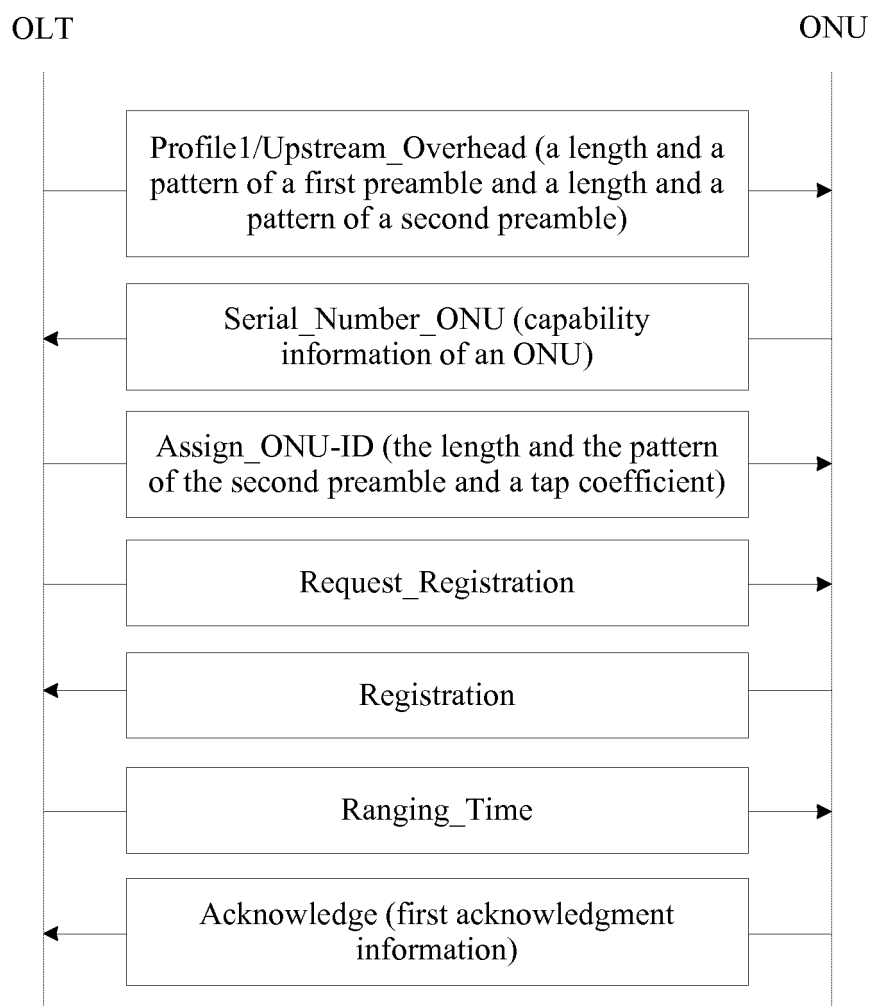 OLT
ONU
Profile1/Upstream_Overhead (a length and a
pattern of a first preamble and a length and a
pattern of a second preamble)
Serial_Number_ONU (capability
information of an ONU)
Assign_ONU-ID (the length and the pattern
of the second preamble and a tap coefficient)
Request_Registration
Registration
Ranging_Time
Acknowledge (first acknowledgment
information)